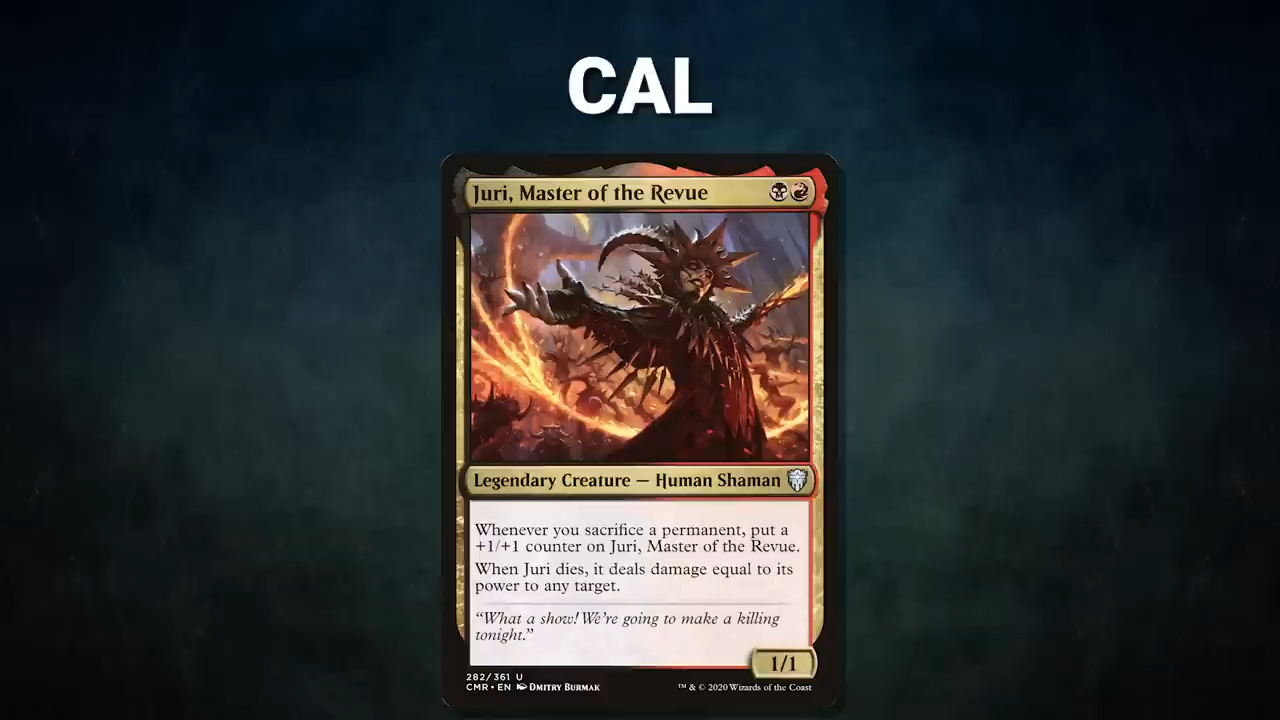 CAL
Juri, Master of the Revue
Legendary Creature — Human Shaman
Whenever you sacrifice a permanent, put a
+1/+1 counter on Juri, Master of the Revue.
When Juri dies, it deals damage equal to its
power to any target.
“What a show! We’re going to make a killing
tonight.”
1/1
282/361 U
CMR • EN Dmitry Burmak
™ & © 2020 Wizards of the Coast